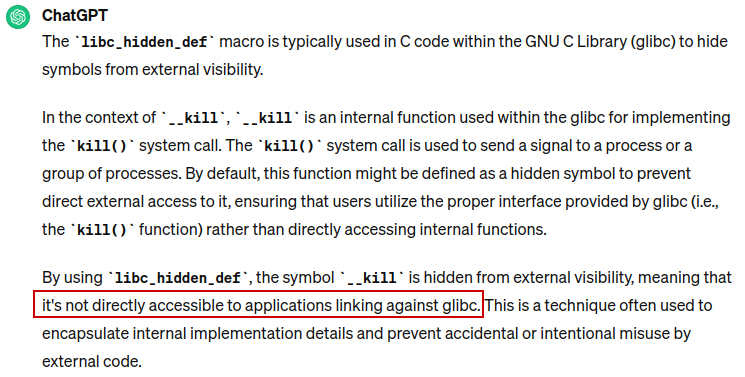 ChatGPT
The `libc_hidden_def` macro is typically used in C code within the GNU C Library (glibc) to hide
symbols from external visibility.
In the context of `__kill`, `__kill` is an internal function used within the glibc for implementing
the `kill()` system call. The `kill()` system call is used to send a signal to a process or a
group of processes. By default, this function might be defined as a hidden symbol to prevent
direct external access to it, ensuring that users utilize the proper interface provided by glibc (i.e.,
the `kill()` function) rather than directly accessing internal functions.
By using `libc_hidden_def`, the symbol `__kill` is hidden from external visibility, meaning that
it's not directly accessible to applications linking against glibc. This is a technique often used to
encapsulate internal implementation details and prevent accidental or intentional misuse by
external code.